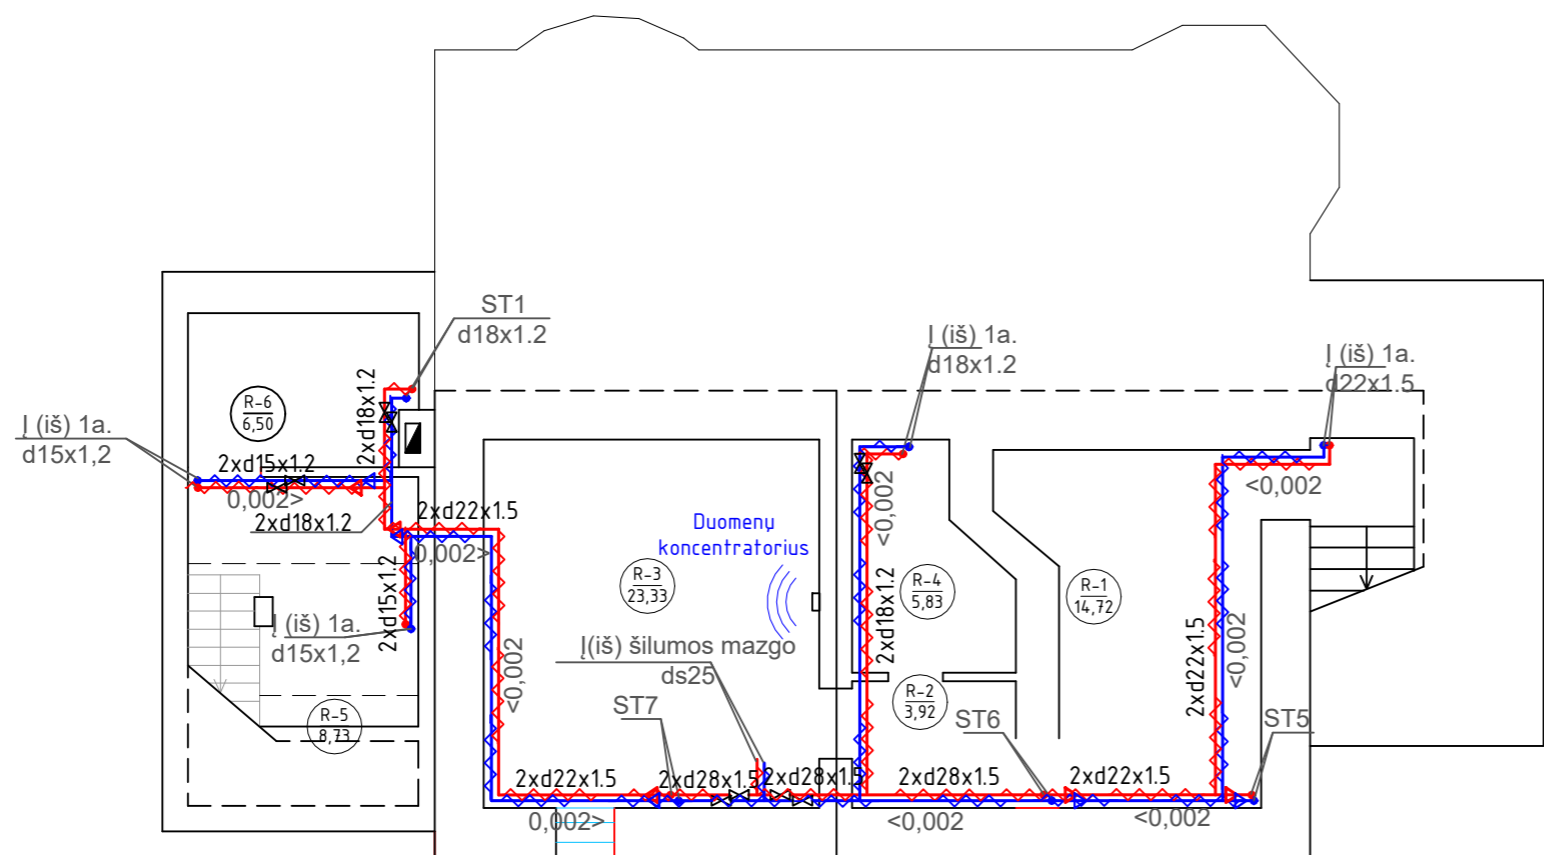 ST1
d18x1.2
Į (iš) 1a.
d18x1.2
Į (iš) 1a.
d22x1.5
2xd18x1.2
R-6
6,50
Į (iš) 1a.
d15x1,2
2xd15x1.2
0,002>
2xd18x1.2
2xd22x1.5
0,002>
<0,002
<0,002
Duomenų
koncentratorius
2xd15x1.2
R-3
23,33
R-4
5,83
R-1
14,72
2xd18x1.2
Į (iš) 1a.
d15x1,2
Į(iš) šilumos mazgo
ds25
<0,002
<0,002
2xd22x1.5
R-2
3,92
R-5
8,73
ST7
ST6
ST5
2xd22x1.5
2xd28x1.5
2xd28x1.5
2xd28x1.5
2xd22x1.5
0,002>
<0,002
<0,002